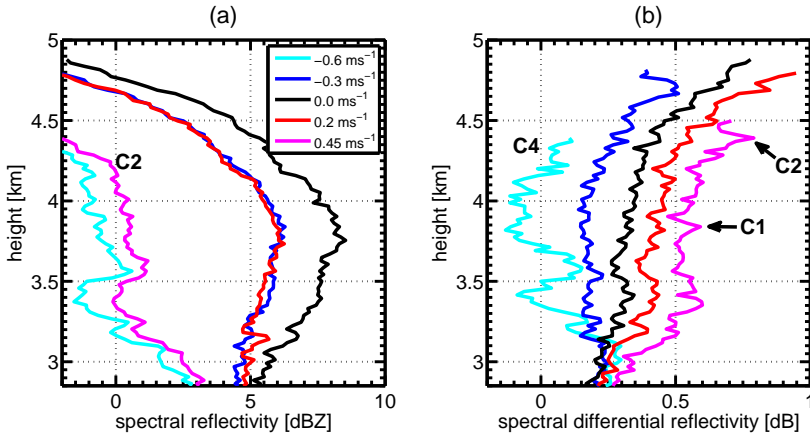 (a)
5
4.5
4
3.5
3
height [km]
0
5
10
spectral reflectivity [dBZ]
−0.6 ms⁻¹
−0.3 ms⁻¹
0.0 ms⁻¹
0.2 ms⁻¹
0.45 ms⁻¹
C2
(b)
5
4.5
4
3.5
3
height [km]
0
0.5
1
spectral differential reflectivity [dB]
C4
C2
C1